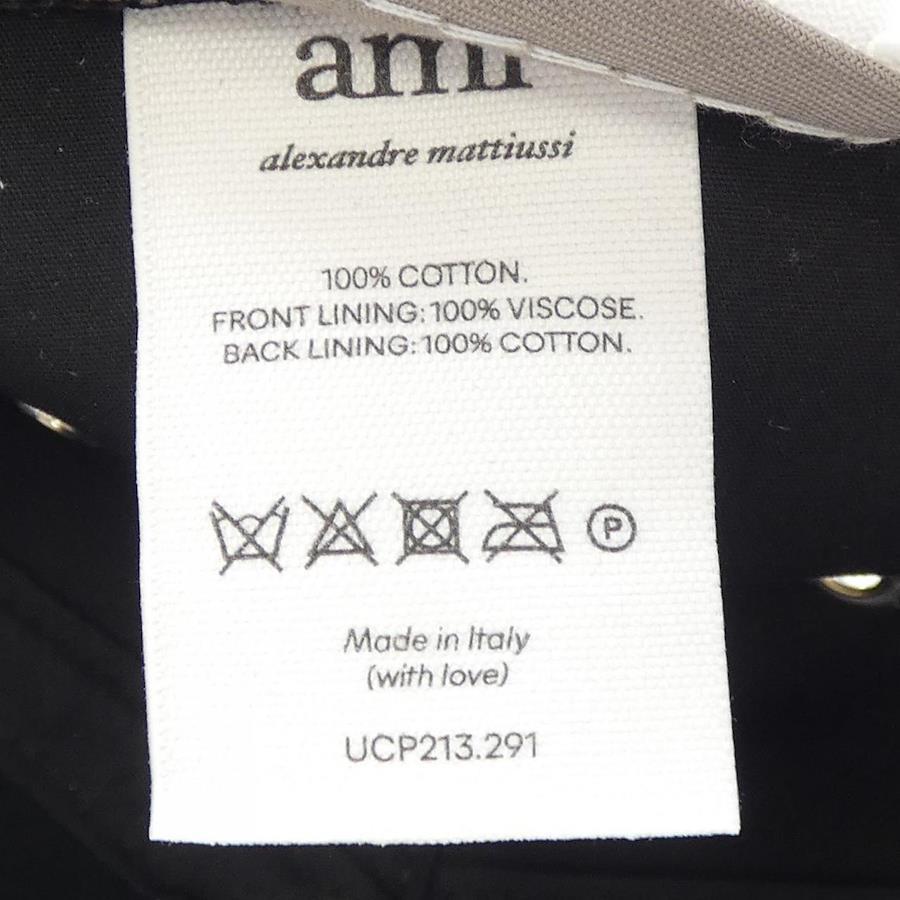 ami
alexandre mattiussi
100% COTTON.
FRONT LINING: 100% VISCOSE.
BACK LINING: 100% COTTON.
P
Made in Italy
(with love)
UCP213.291